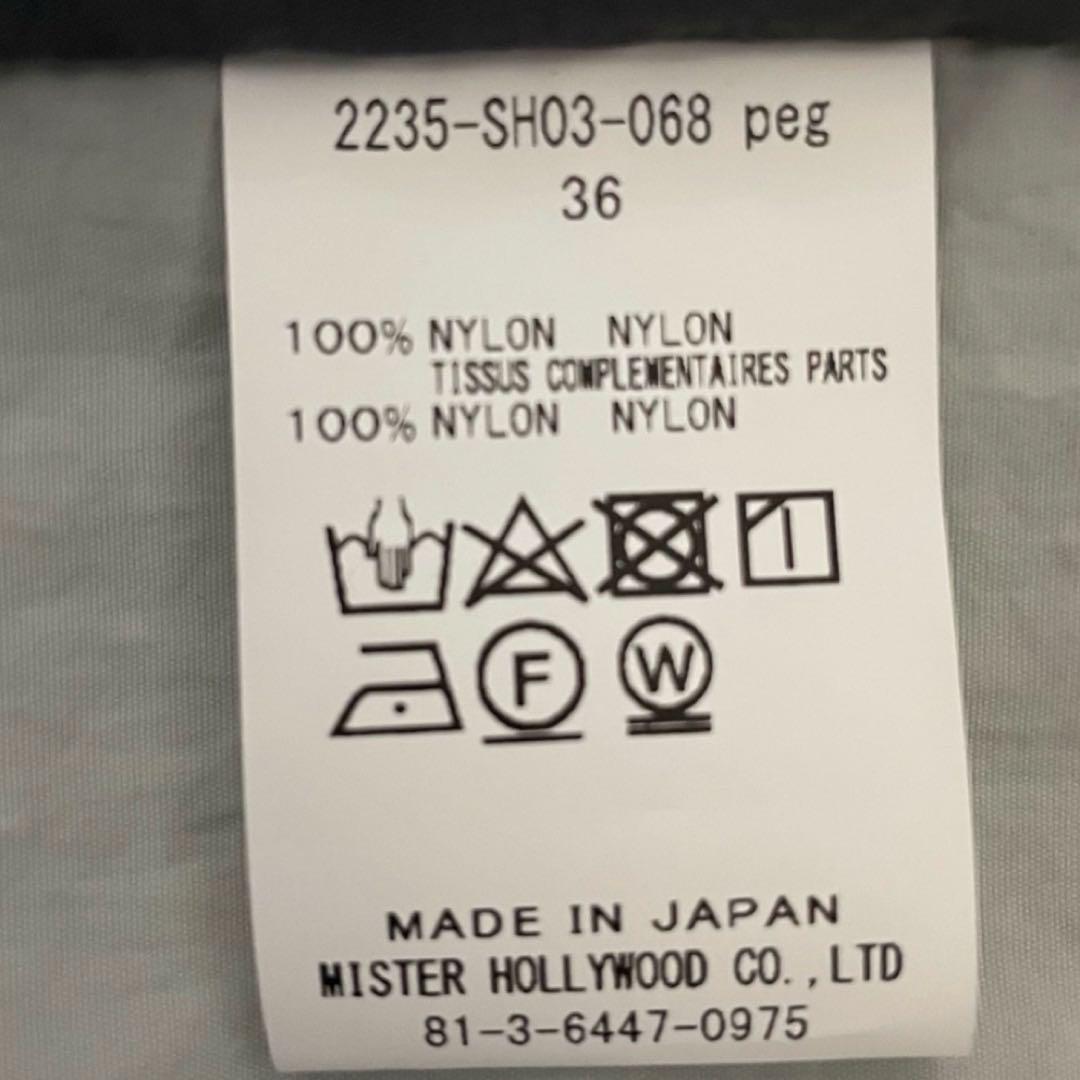 2235-SH03-068 peg
36
100% NYLON NYLON
TISSUS COMPLEMENTAIRES PARTS
100% NYLON NYLON
F W
MADE IN JAPAN
MISTER HOLLYWOOD CO.,LTD
81-3-6447-0975